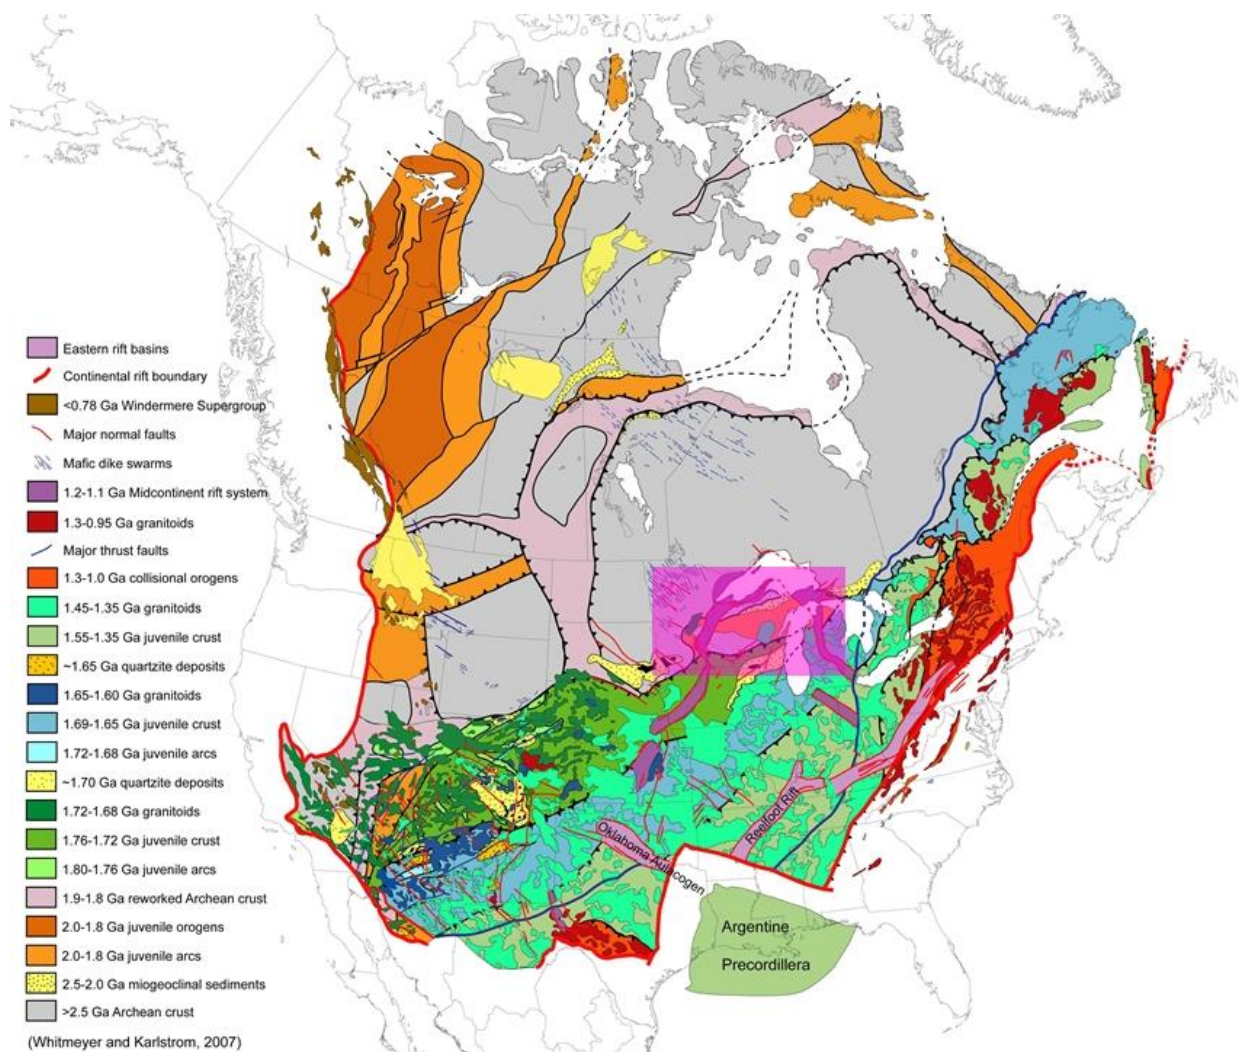 Eastern rift basins
Continental rift boundary
<0.78 Ga Windermere Supergroup
Major normal faults
Mafic dike swarms
1.2-1.1 Ga Midcontinent rift system
1.3-0.95 Ga granitoids
Major thrust faults
1.3-1.0 Ga collisional orogens
1.45-1.35 Ga granitoids
1.55-1.35 Ga juvenile crust
~1.65 Ga quartzite deposits
1.65-1.60 Ga granitoids
1.69-1.65 Ga juvenile crust
1.72-1.68 Ga juvenile arcs
~1.70 Ga quartzite deposits
1.72-1.68 Ga granitoids
1.76-1.72 Ga juvenile crust
1.80-1.76 Ga juvenile arcs
1.9-1.8 Ga reworked Archean crust
2.0-1.8 Ga juvenile orogens
2.0-1.8 Ga juvenile arcs
2.5-2.0 Ga miogeoclinal sediments
>2.5 Ga Archean crust
(Whitmeyer and Karlstrom, 2007)
Oklahoma Aulacogen
Reelfoot Rift
Argentine
Precordillera